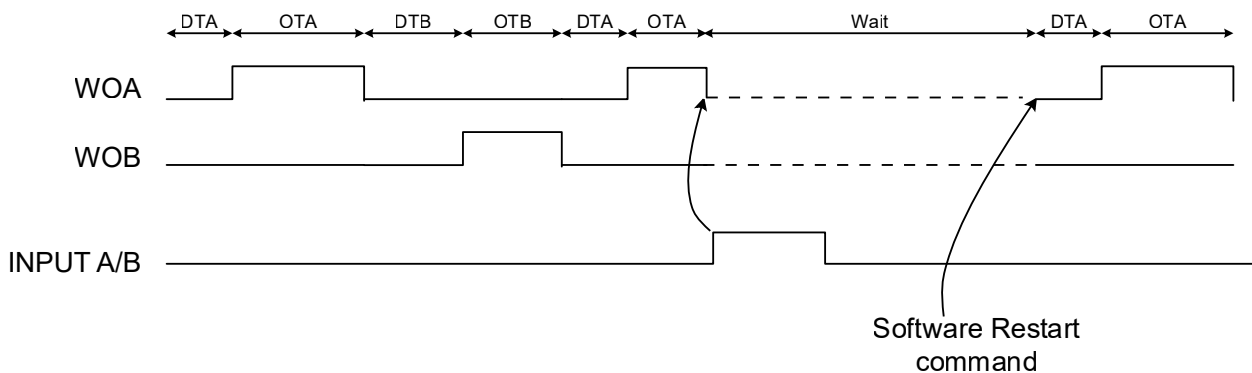 DTA OTA DTB OTB DTA OTA Wait DTA OTA
WOA
WOB
INPUT A/B
Software Restart
command